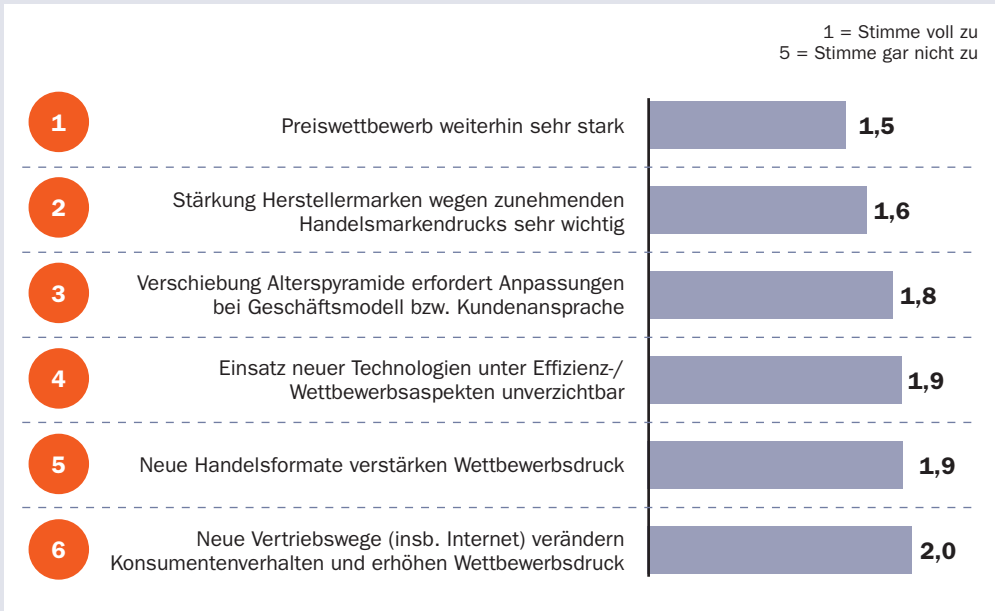 1 = Stimme voll zu
5 = Stimme gar nicht zu
1
Preiswettbewerb weiterhin sehr stark
1,5
2
Stärkung Herstellermarken wegen zunehmenden
Handelsmarkendrucks sehr wichtig
1,6
3
Verschiebung Alterspyramide erfordert Anpassungen
bei Geschäftsmodell bzw. Kundenansprache
1,8
4
Einsatz neuer Technologien unter Effizienz-/
Wettbewerbsaspekten unverzichtbar
1,9
5
Neue Handelsformate verstärken Wettbewerbsdruck
1,9
6
Neue Vertriebswege (insb. Internet) verändern
Konsumentenverhalten und erhöhen Wettbewerbsdruck
2,0